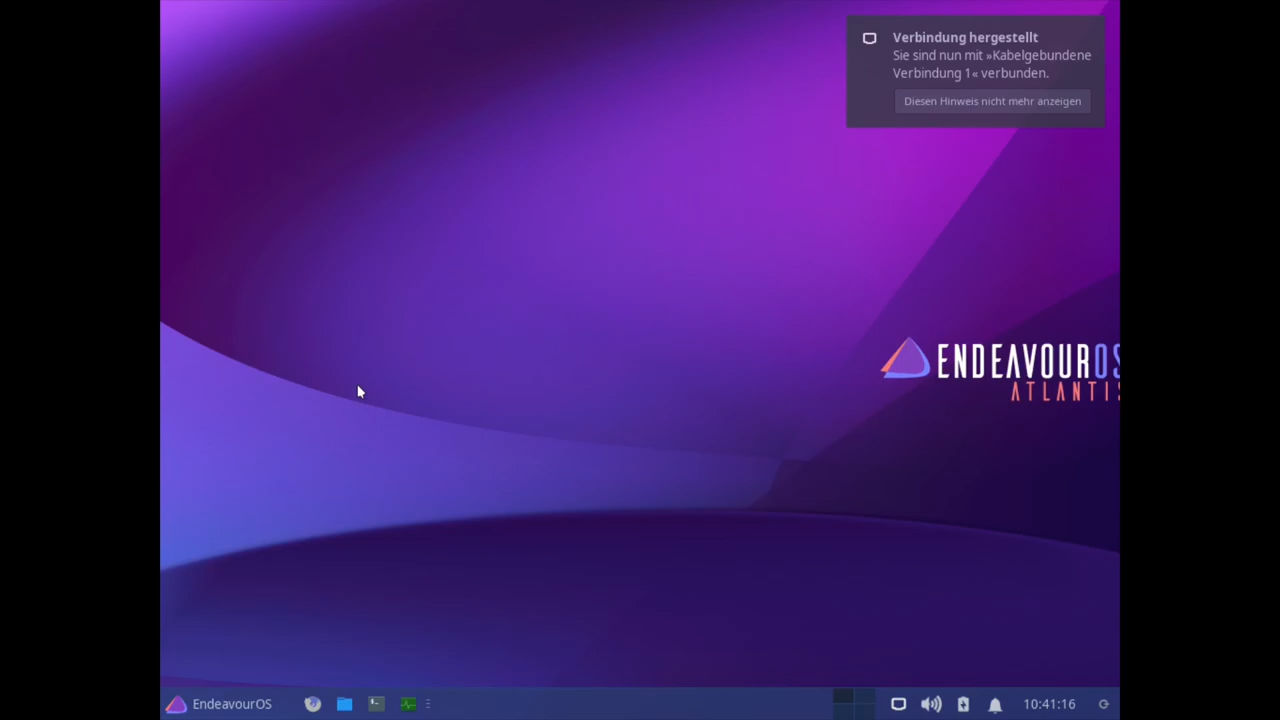 Verbindung hergestellt
Sie sind nun mit »Kabelgebundene
Verbindung 1« verbunden.
Diesen Hinweis nicht mehr anzeigen
ENDEAVOUROS
ATLANTIS
EndeavourOS
10:41:16